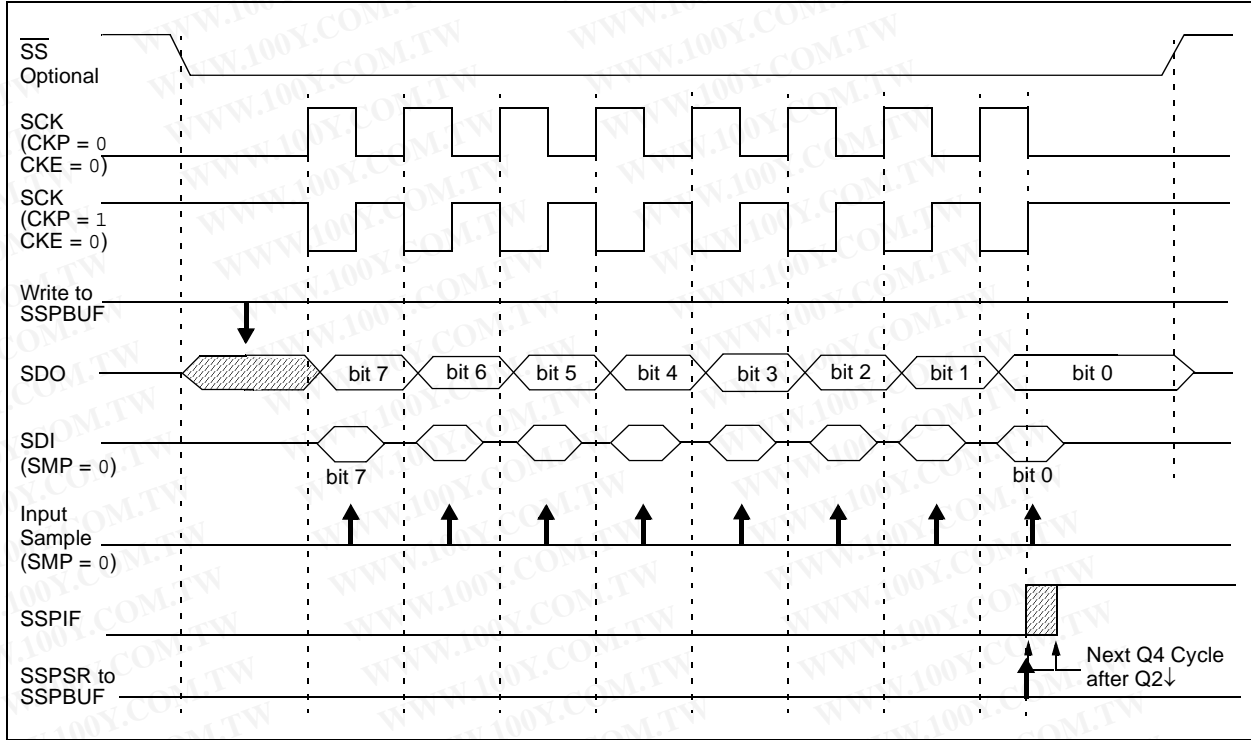 SS
Optional
SCK
(CKP = 0
CKE = 0)
SCK
(CKP = 1
CKE = 0)
Write to
SSPBUF
SDO
bit 7
bit 6
bit 5
bit 4
bit 3
bit 2
bit 1
bit 0
SDI
(SMP = 0)
bit 7
bit 0
Input
Sample
(SMP = 0)
SSPIF
Next Q4 Cycle
after Q2↓
SSPSR to
SSPBUF
WWW.100Y.COM.TW